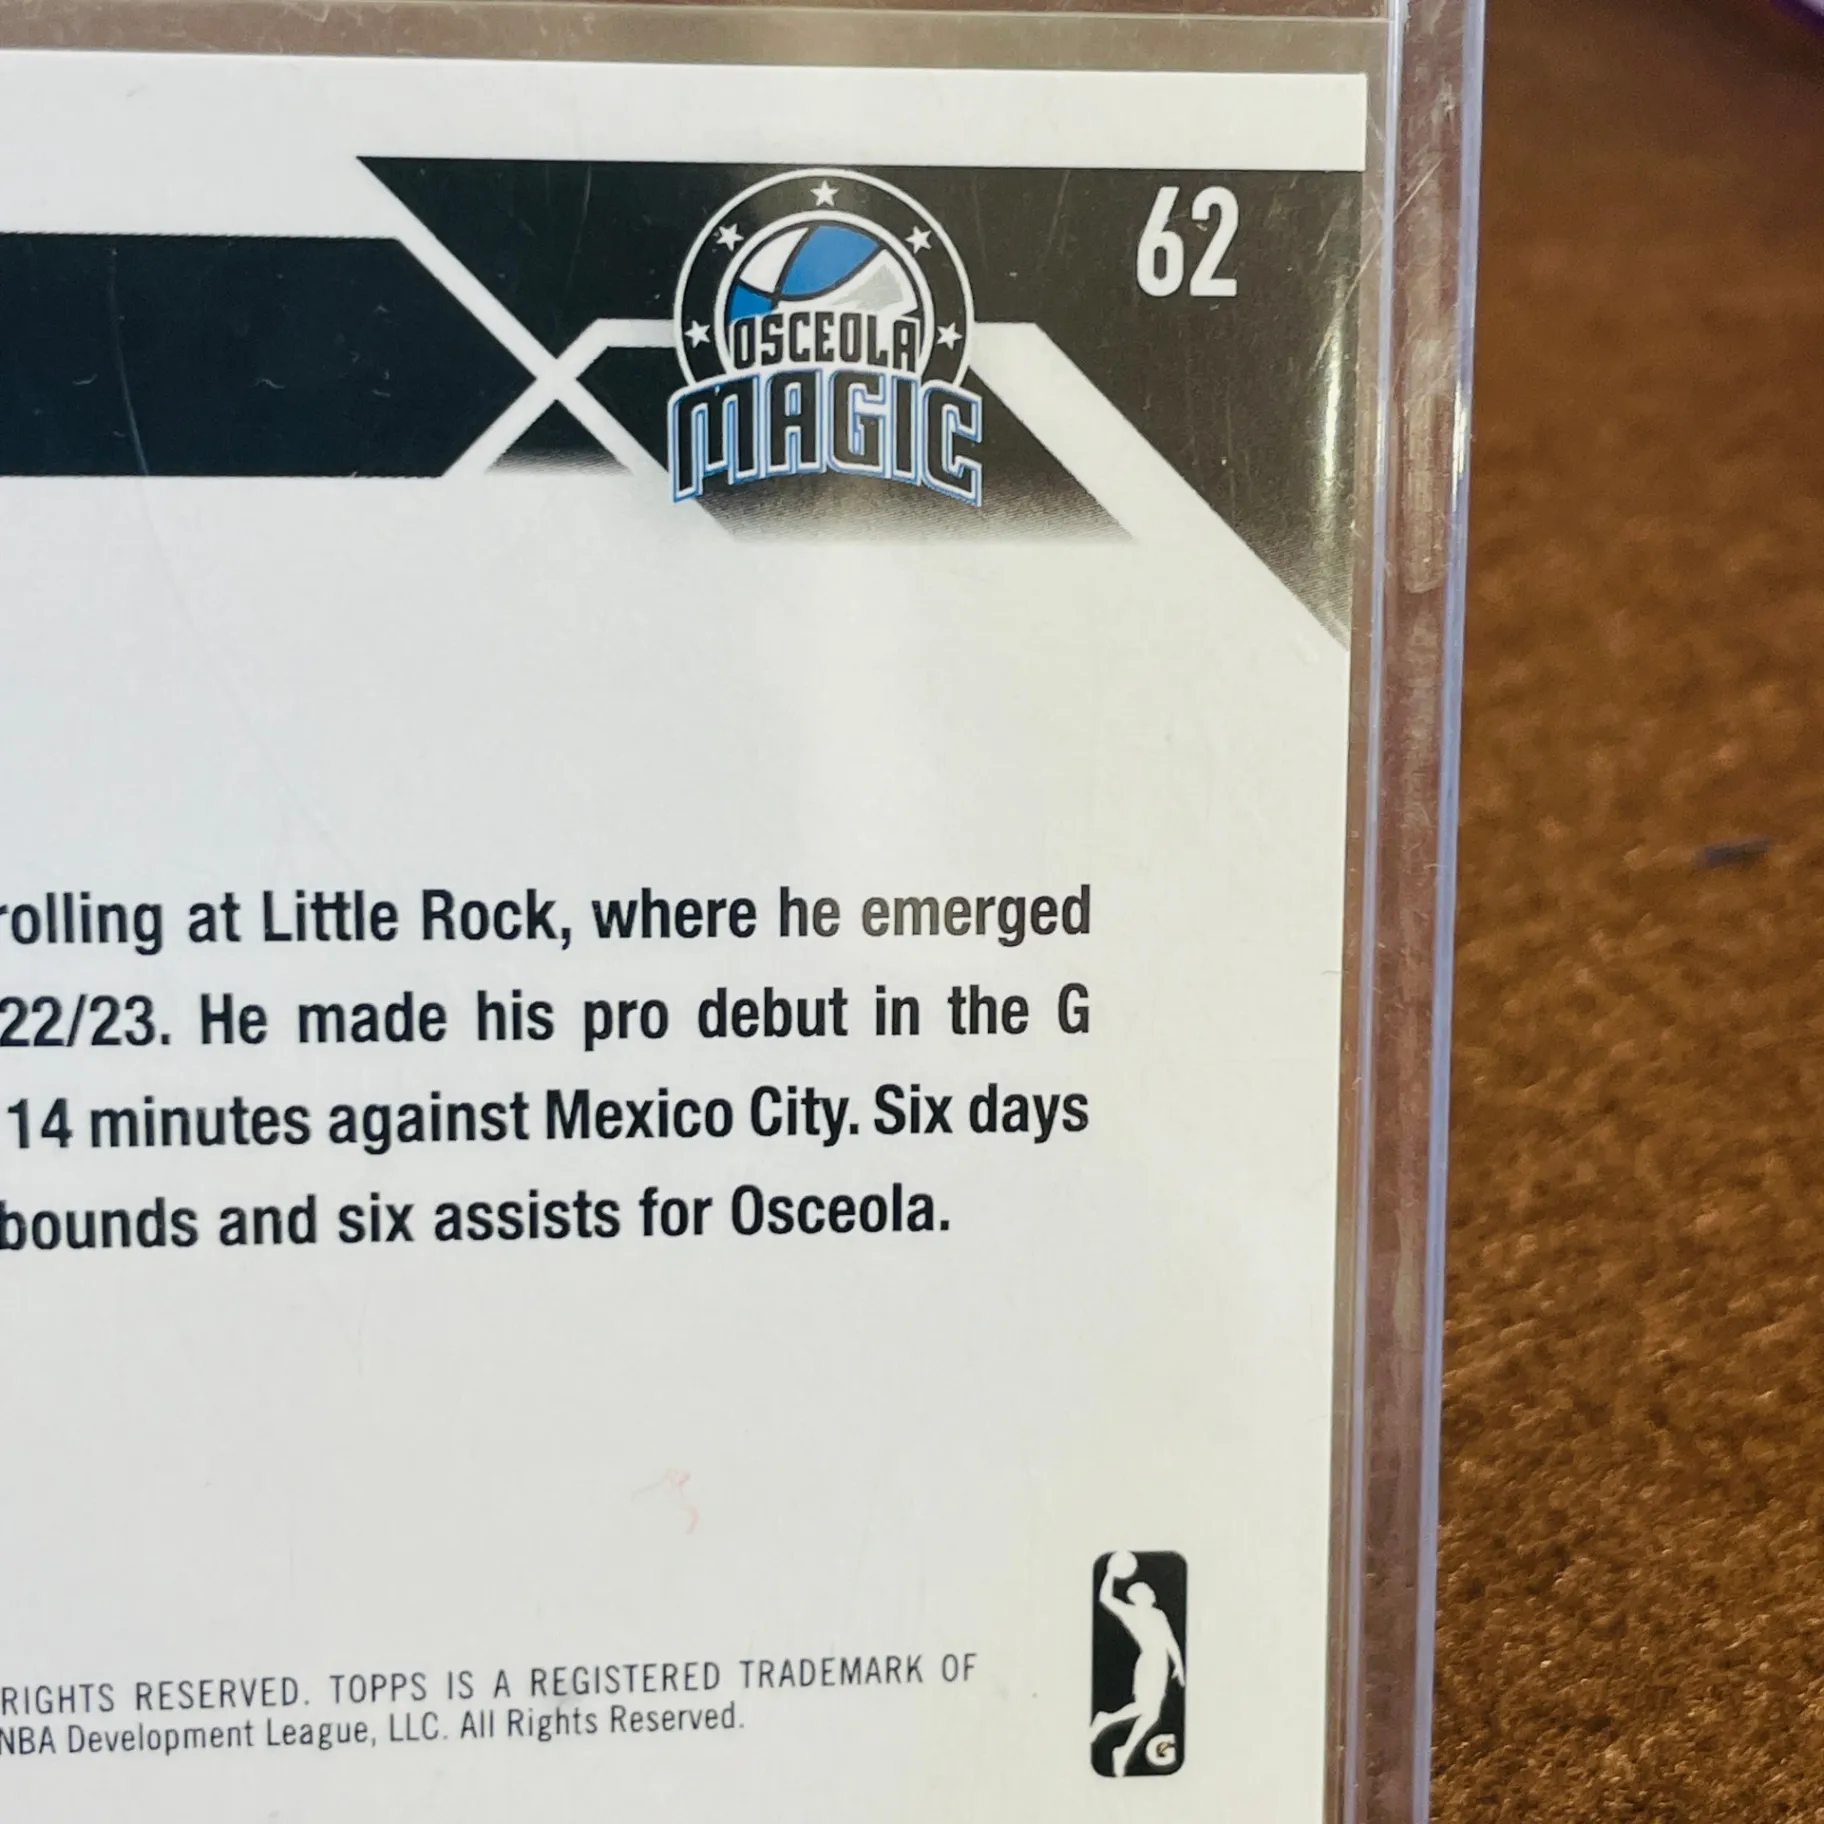 62
OSCEOLA
MAGIC
rolling at Little Rock, where he emerged
22/23. He made his pro debut in the G
14 minutes against Mexico City. Six days
bounds and six assists for Osceola.
RIGHTS RESERVED. TOPPS IS A REGISTERED TRADEMARK OF
NBA Development League, LLC. All Rights Reserved.
G